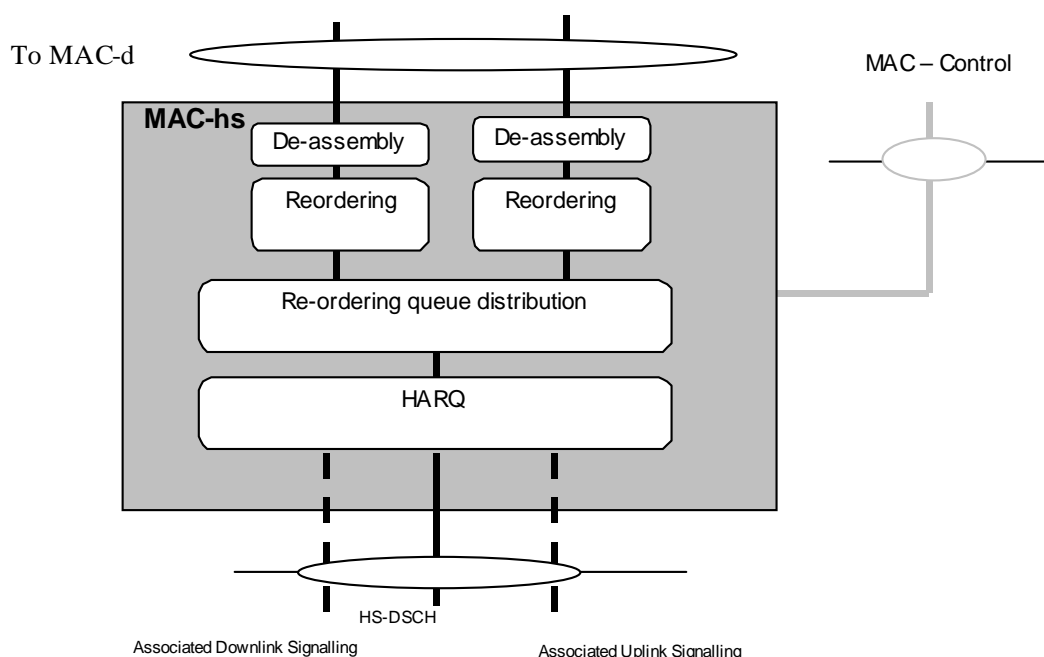 To MAC-d
MAC – Control
MAC-hs
De-assembly
De-assembly
Reordering
Reordering
Re-ordering queue distribution
HARQ
HS-DSCH
Associated Downlink Signalling
Associated Uplink Signalling